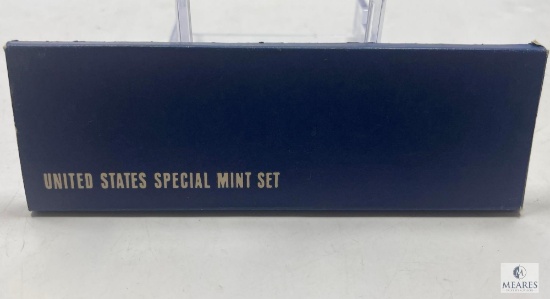 UNITED STATES SPECIAL MINT SET
MEARES